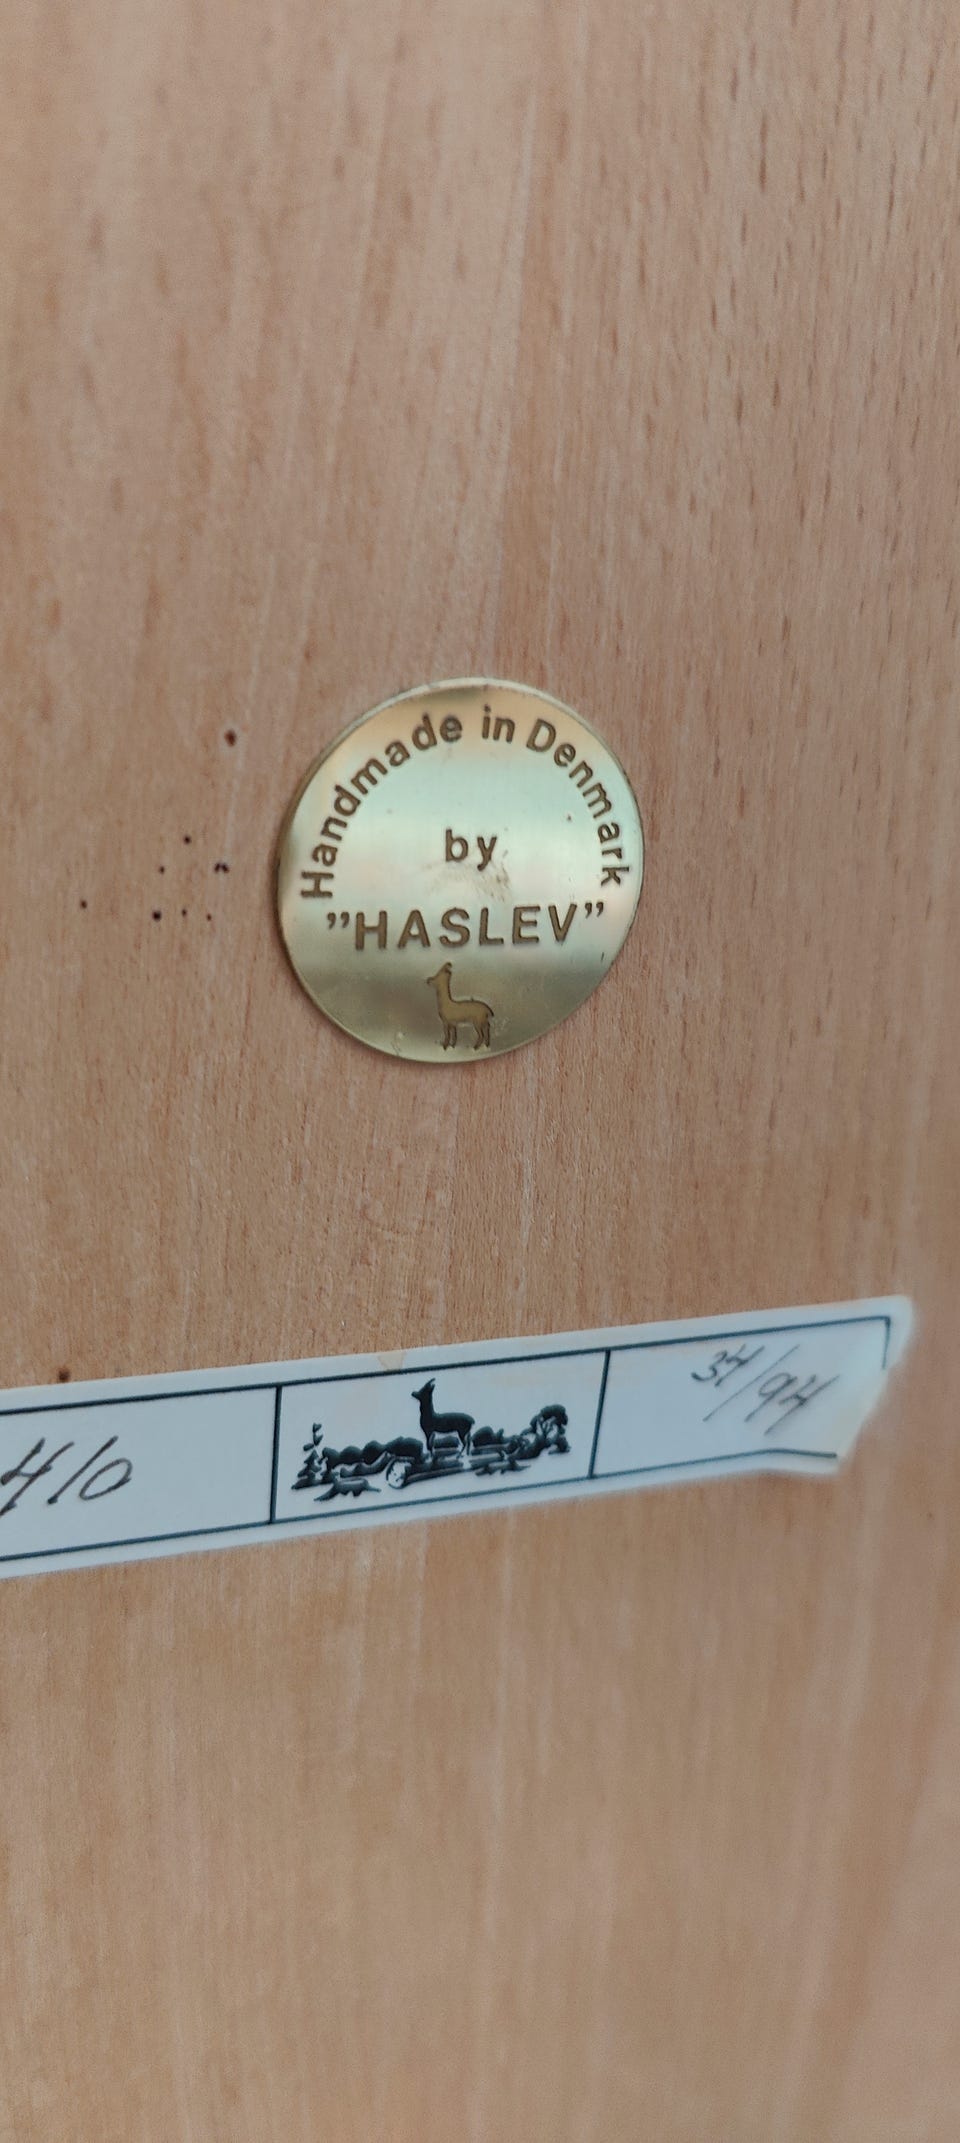 Handmade in Denmark
by
"HASLEV"
410
34/94